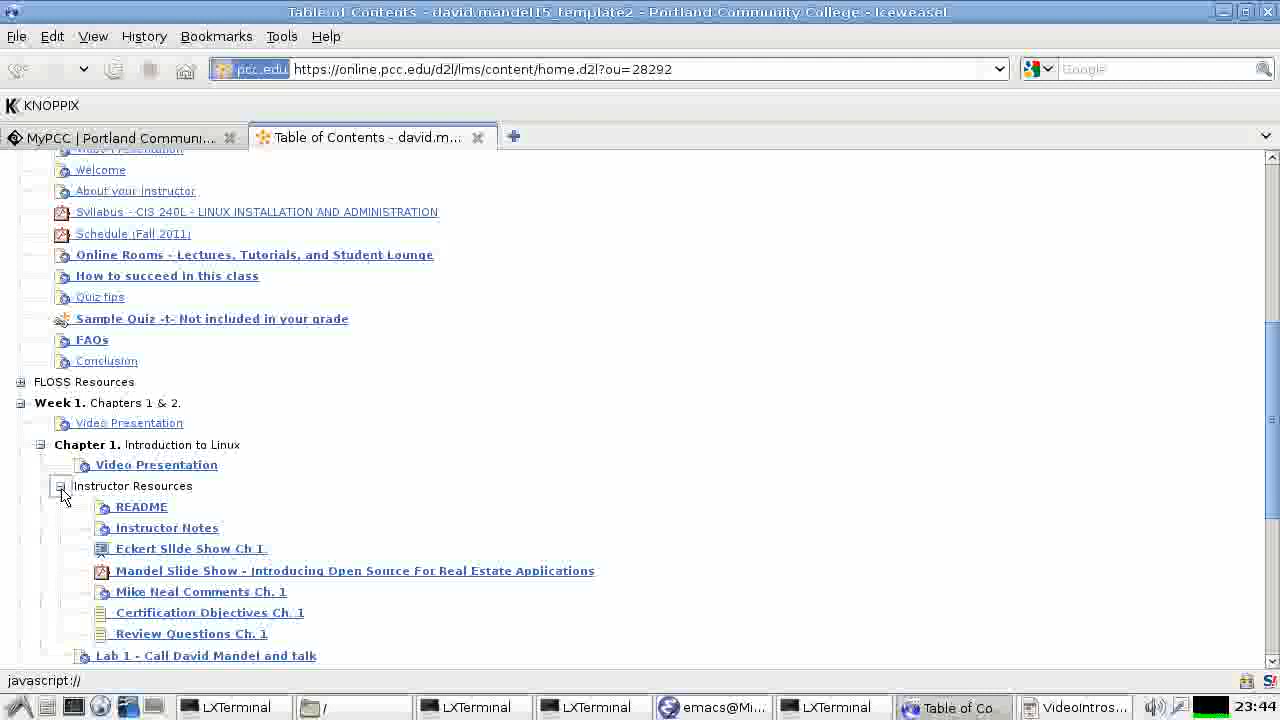 Table of Contents - david.mandel15_template2 - Portland Community College - Iceweasel
File Edit View History Bookmarks Tools Help
pcc.edu https://online.pcc.edu/d2l/lms/content/home.d2l?ou=28292 Google
KNOPPIX
MyPCC | Portland Communi... Table of Contents - david.m...
Video Presentation
Welcome
About your Instructor
Syllabus - CIS 240L - LINUX INSTALLATION AND ADMINISTRATION
Schedule (Fall 2011)
Online Rooms - Lectures, Tutorials, and Student Lounge
How to succeed in this class
Quiz tips
Sample Quiz -t- Not included in your grade
FAQs
Conclusion
FLOSS Resources
Week 1. Chapters 1 & 2.
Video Presentation
Chapter 1. Introduction to Linux
Video Presentation
Instructor Resources
README
Instructor Notes
Eckert Slide Show Ch 1.
Mandel Slide Show - Introducing Open Source For Real Estate Applications
Mike Neal Comments Ch. 1
Certification Objectives Ch. 1
Review Questions Ch. 1
Lab 1 - Call David Mandel and talk
javascript://
LXTerminal / LXTerminal LXTerminal emacs@Mi... LXTerminal Table of Co VideoIntros... 23:44